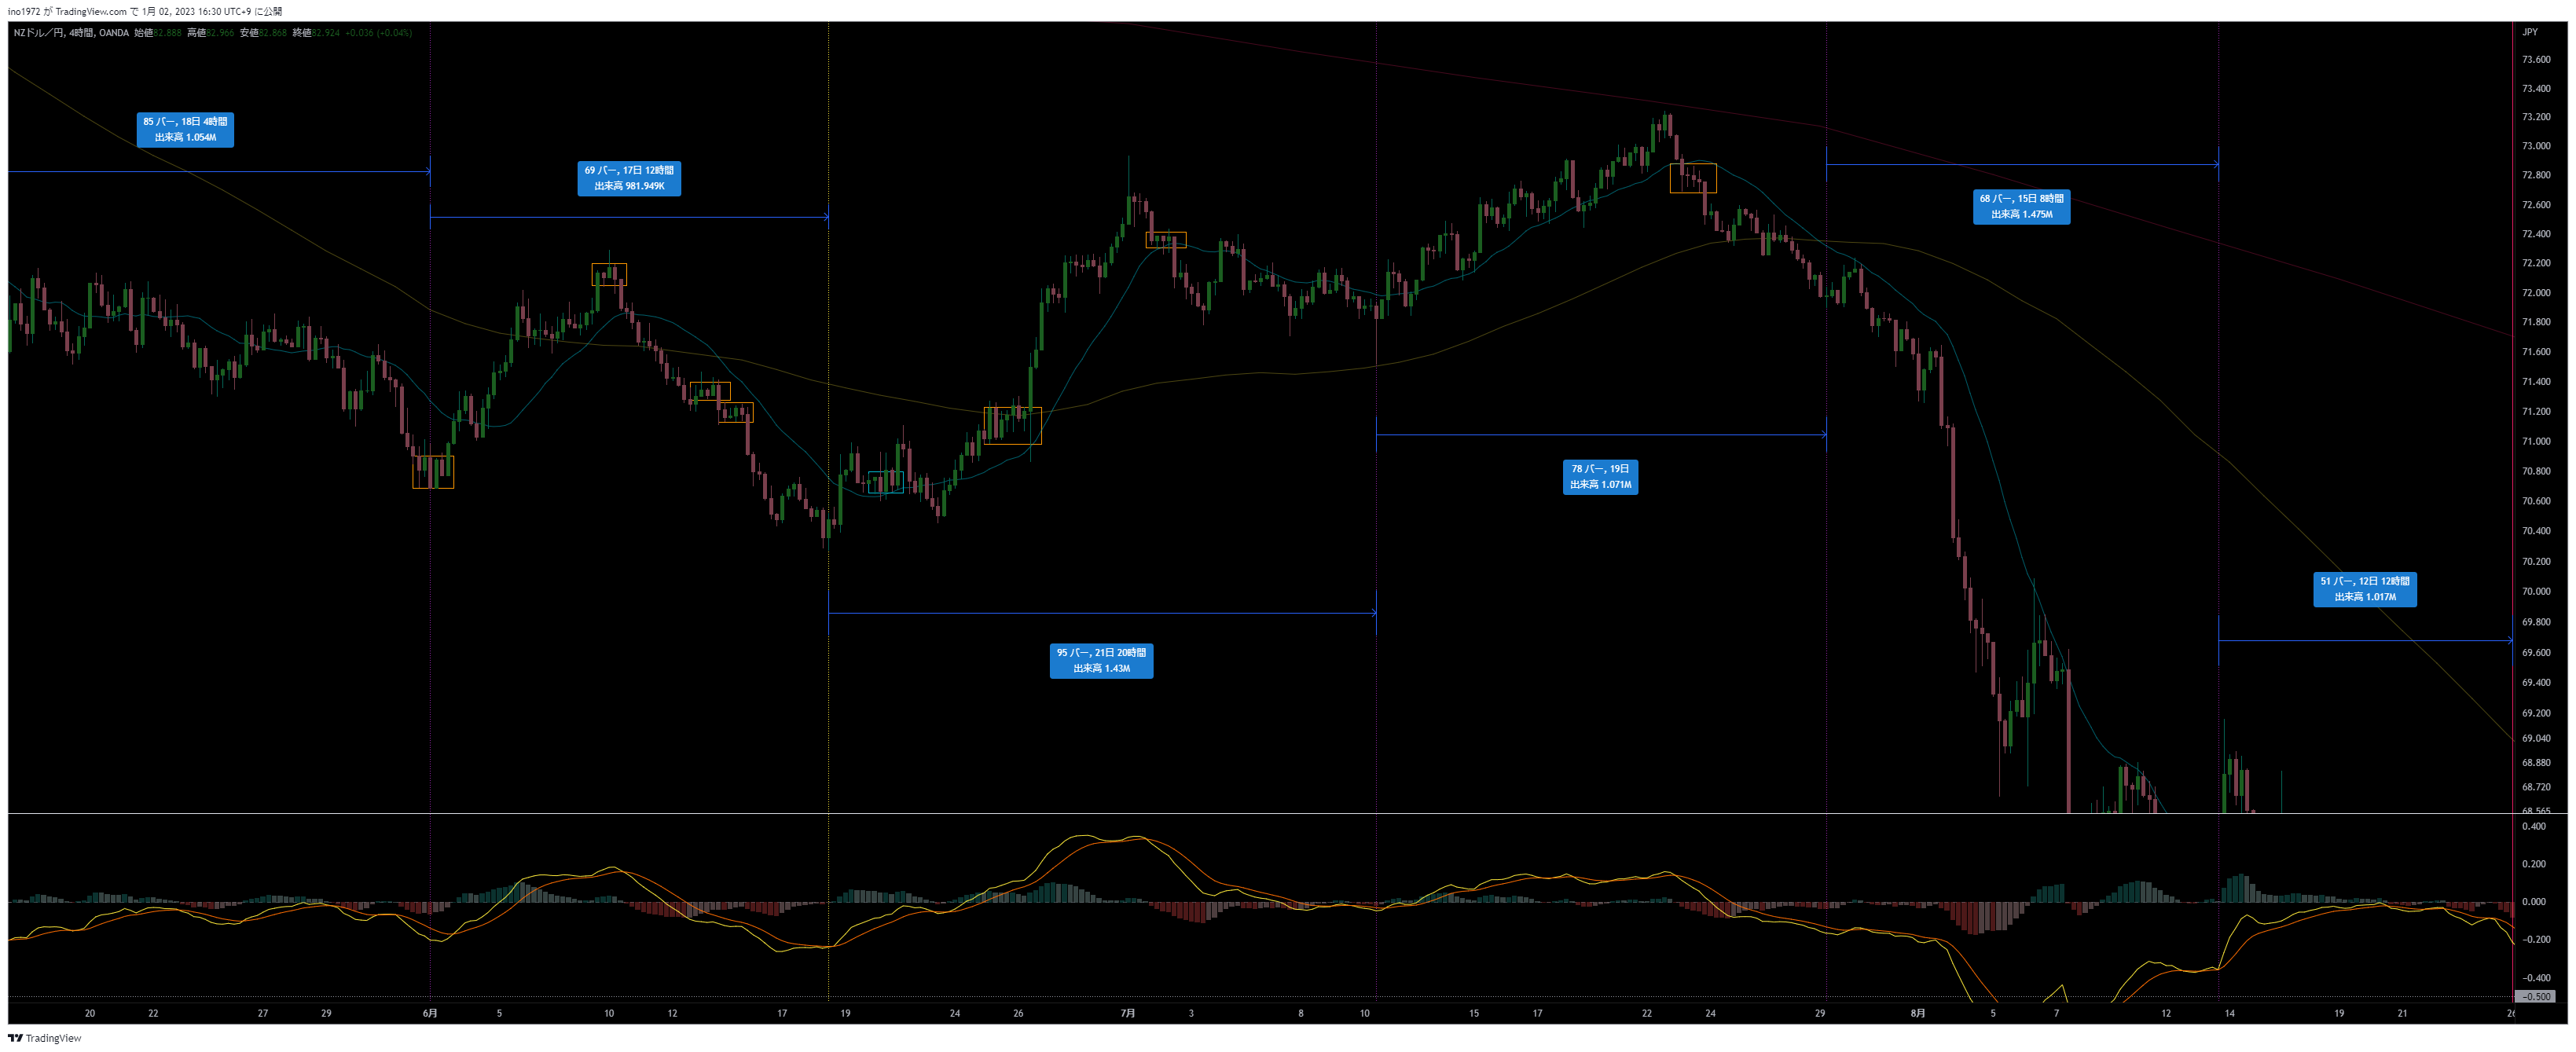 ino1972 が TradingView.com で 1月 02, 2023 16:30 UTC+9 に公開
NZドル／円, 4時間, OANDA 始値82.888 高値82.966 安値82.868 終値82.924 +0.036 (+0.04%)
JPY
73.600
73.400
73.200
73.000
72.800
72.600
72.400
72.200
72.000
71.800
71.600
71.400
71.200
71.000
70.800
70.600
70.400
70.200
70.000
69.800
69.600
69.400
69.200
69.040
68.880
68.720
68.565
85 バー, 18日 4時間
出来高 1.054M
69 バー, 17日 12時間
出来高 981.949K
95 バー, 21日 20時間
出来高 1.43M
78 バー, 19日
出来高 1.071M
68 バー, 15日 8時間
出来高 1.475M
51 バー, 12日 12時間
出来高 1.017M
0.400
0.200
0.000
-0.200
-0.400
-0.500
20 22 27 29 6月 5 10 12 17 19 24 26 7月 3 8 10 15 17 22 24 29 8月 5 7 12 14 19 21 26
TradingView